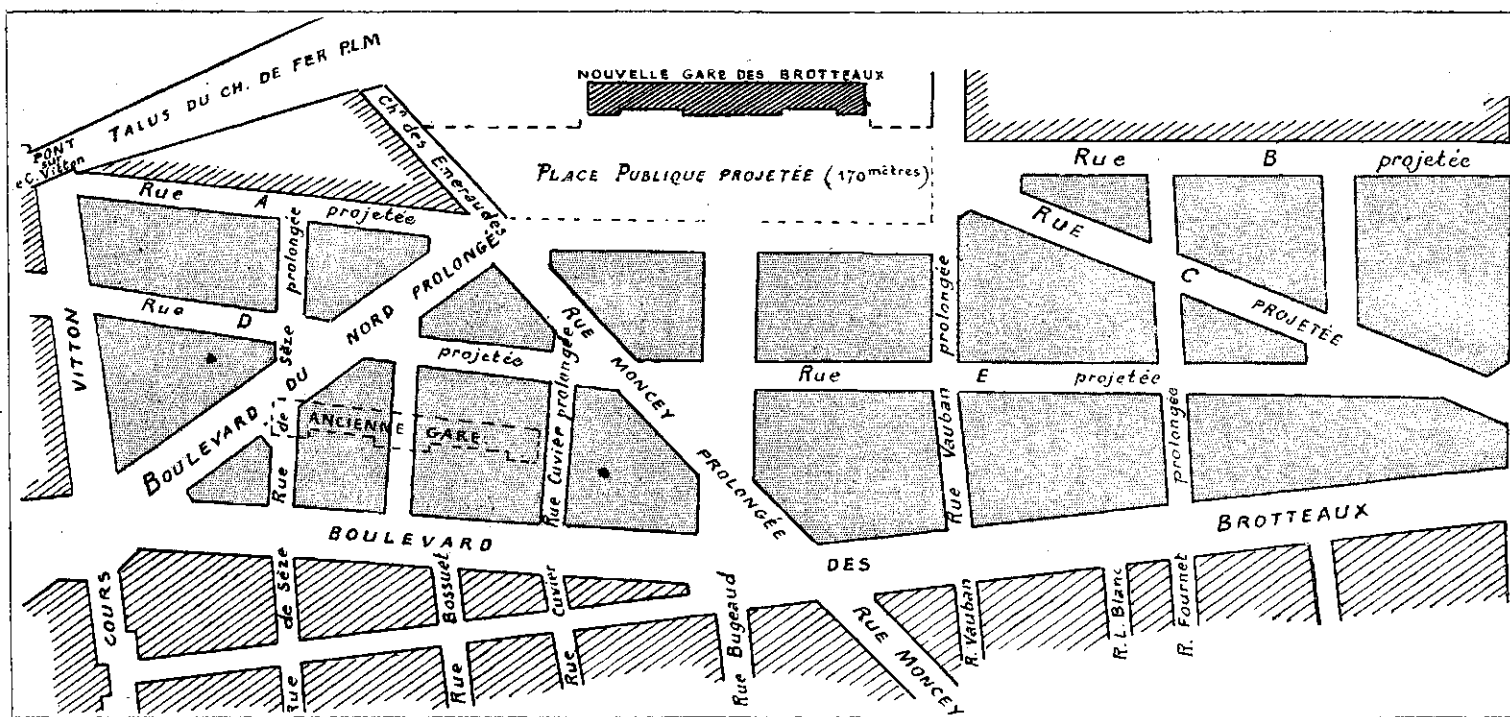 TALUS DU CH. DE FER P.L.M
NOUVELLE GARE DES BROTTEAUX
PONT
sur
le C. Vitton
Chn des Emeraudes
PLACE PUBLIQUE PROJETÉE (170 mètres)
Rue B projetée
Rue A projetée
prolongée
RUE C PROJETÉE
Rue D
projetée
BOULEVARD DU NORD PROLONGÉ
VITTON
Rue de Sèze
RUE MONCEY PROLONGÉE
Rue E projetée
prolongée
Rue Vauban
prolongée
ANCIENNE GARE
Rue Cuvier prolongée
BOULEVARD DES BROTTEAUX
COURS
Rue de Sèze
Rue Bossuet
Rue Cuvier
Rue Bugeaud
RUE MONCEY
R. Vauban
R. L. Blanc
R. Fournet